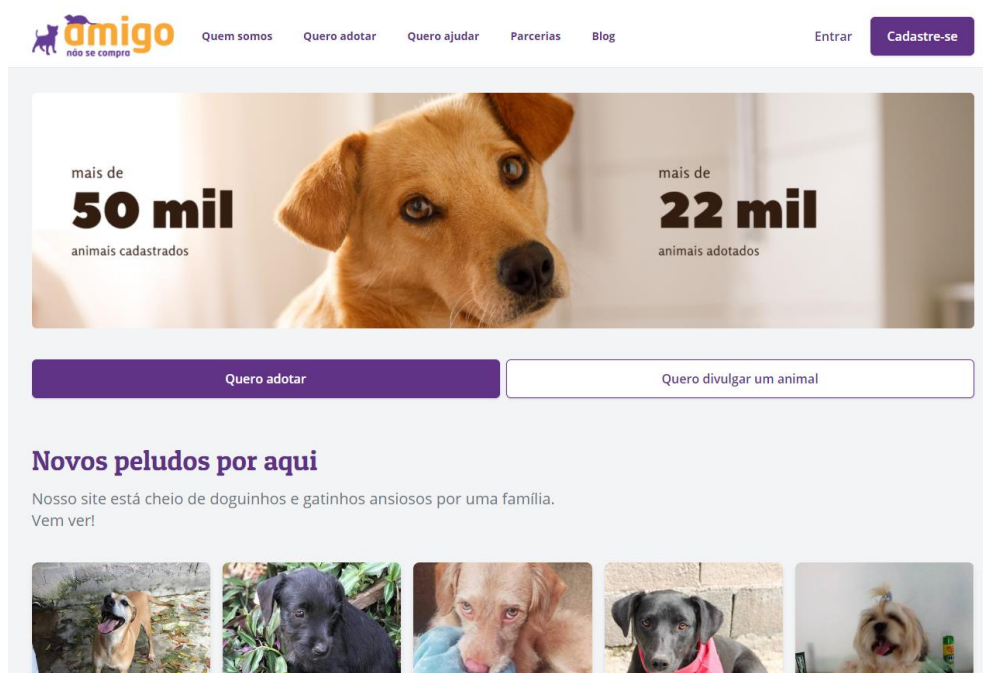 amigo
não se compra
Quem somos
Quero adotar
Quero ajudar
Parcerias
Blog
Entrar
Cadastre-se
mais de
50 mil
animais cadastrados
mais de
22 mil
animais adotados
Quero adotar
Quero divulgar um animal
Novos peludos por aqui
Nosso site está cheio de doguinhos e gatinhos ansiosos por uma família.
Vem ver!